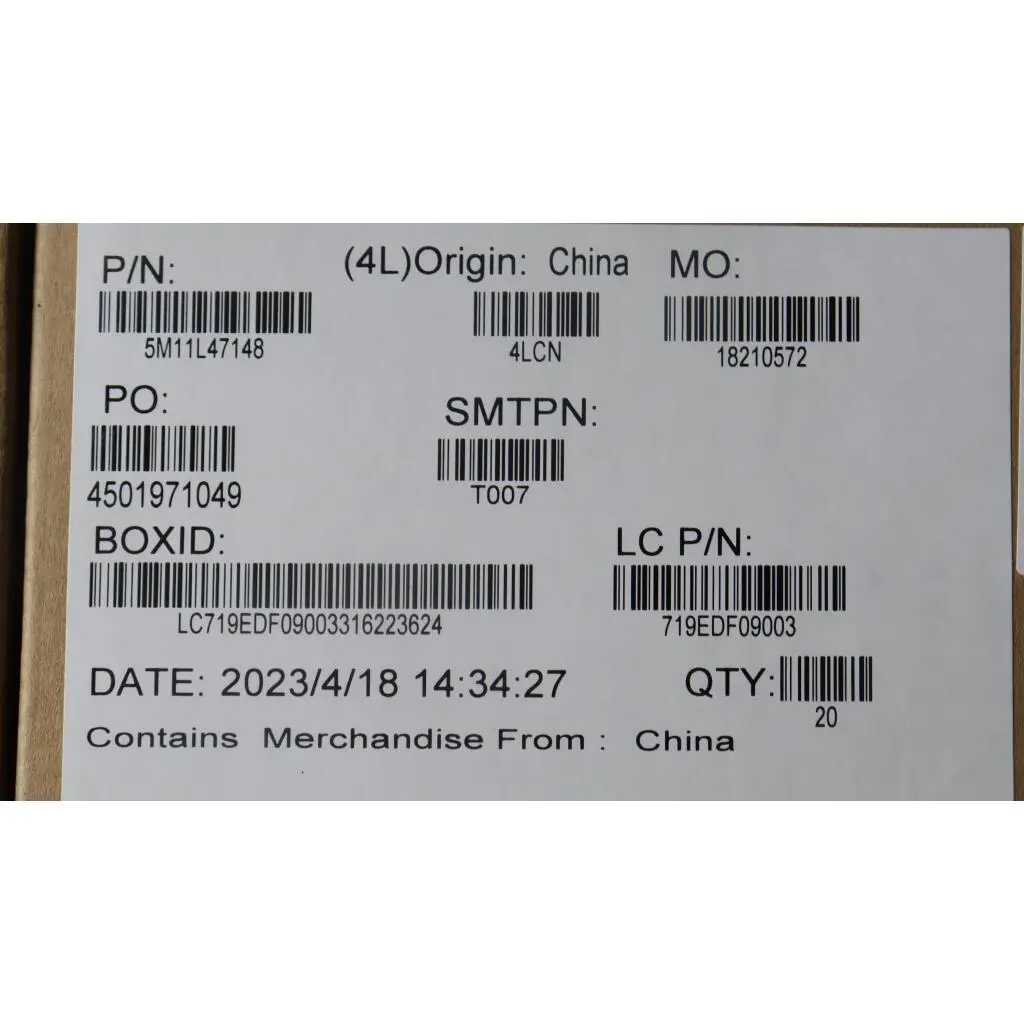 P/N: (4L)Origin: China MO:
5M11L47148 4LCN 18210572
PO: SMTPN:
4501971049 T007
BOXID: LC P/N:
LC719EDF09003316223624 719EDF09003
DATE: 2023/4/18 14:34:27 QTY:
20
Contains Merchandise From : China